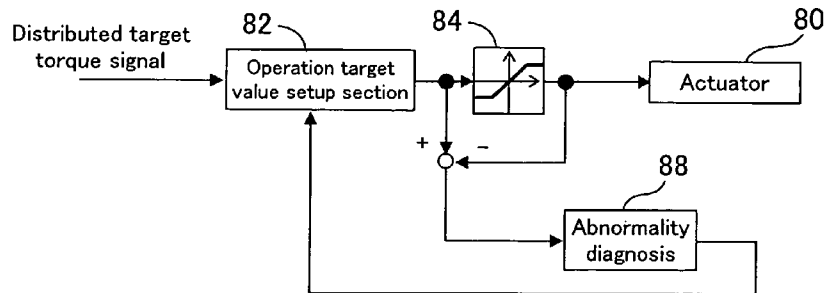 82
84
80
Distributed target
torque signal
Operation target
value setup section
Actuator
+
-
88
Abnormality
diagnosis